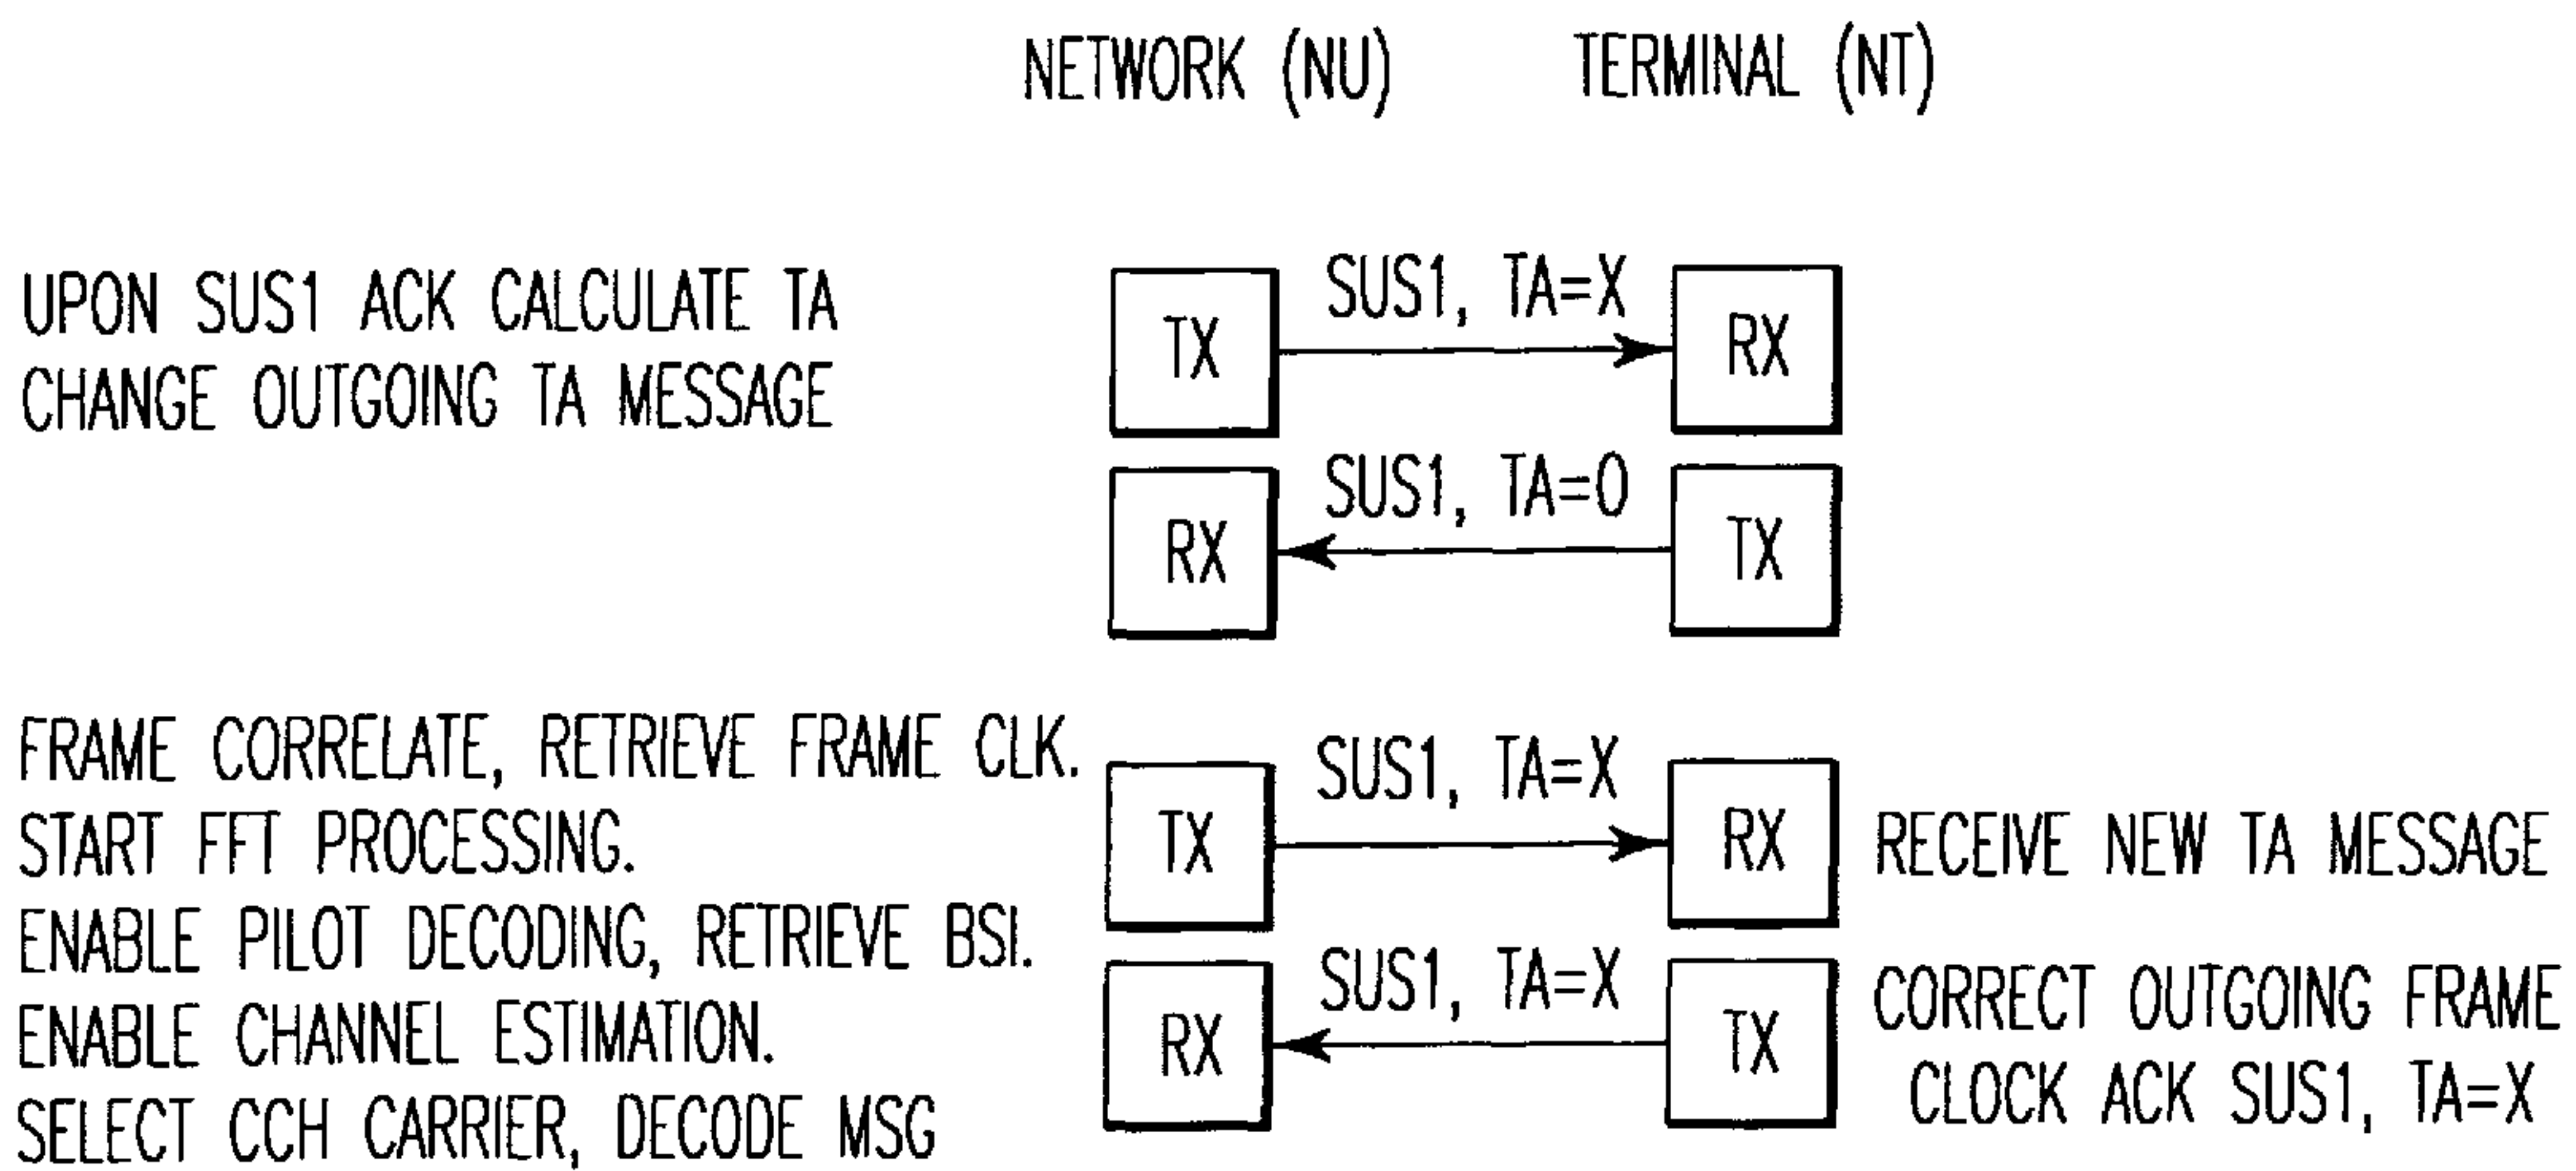 NETWORK (NU)
TERMINAL (NT)
UPON SUS1 ACK CALCULATE TA
CHANGE OUTGOING TA MESSAGE
TX
SUS1, TA=X
RX
RX
SUS1, TA=0
TX
FRAME CORRELATE, RETRIEVE FRAME CLK.
START FFT PROCESSING.
ENABLE PILOT DECODING, RETRIEVE BSI.
ENABLE CHANNEL ESTIMATION.
SELECT CCH CARRIER, DECODE MSG
TX
SUS1, TA=X
RX
RECEIVE NEW TA MESSAGE
RX
SUS1, TA=X
TX
CORRECT OUTGOING FRAME
CLOCK ACK SUS1, TA=X